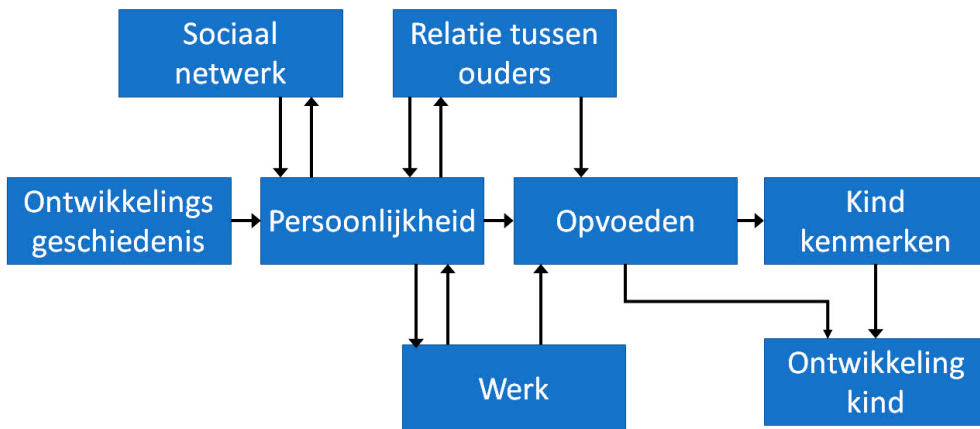 Sociaal
netwerk
Relatie tussen
ouders
Ontwikkelings
geschiedenis
Persoonlijkheid
Opvoeden
Kind
kenmerken
Werk
Ontwikkeling
kind